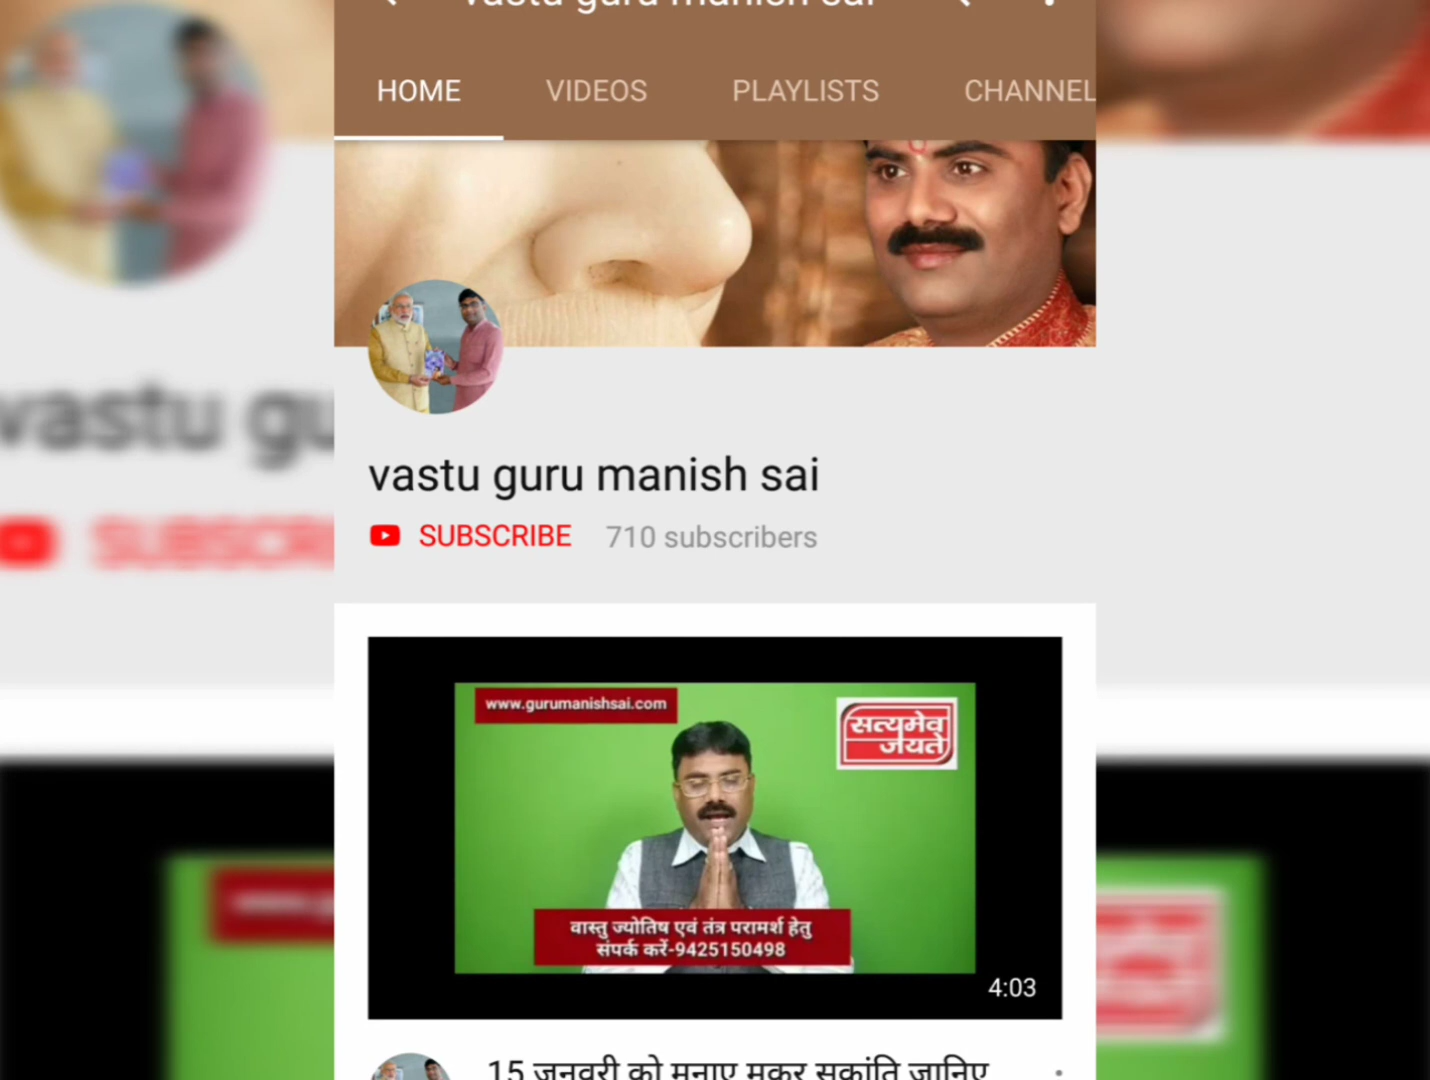 vastu guru manish sai
HOME VIDEOS PLAYLISTS CHANNEL
vastu guru manish sai
SUBSCRIBE 710 subscribers
www.gurumanishsai.com
सत्यमेव
जयते
वास्तु ज्योतिष एवं तंत्र परामर्श हेतु
संपर्क करें-9425150498
4:03
15 जनवरी को मनाए मकर सक्रांति जानिए
vastu gu
SUBSCRI